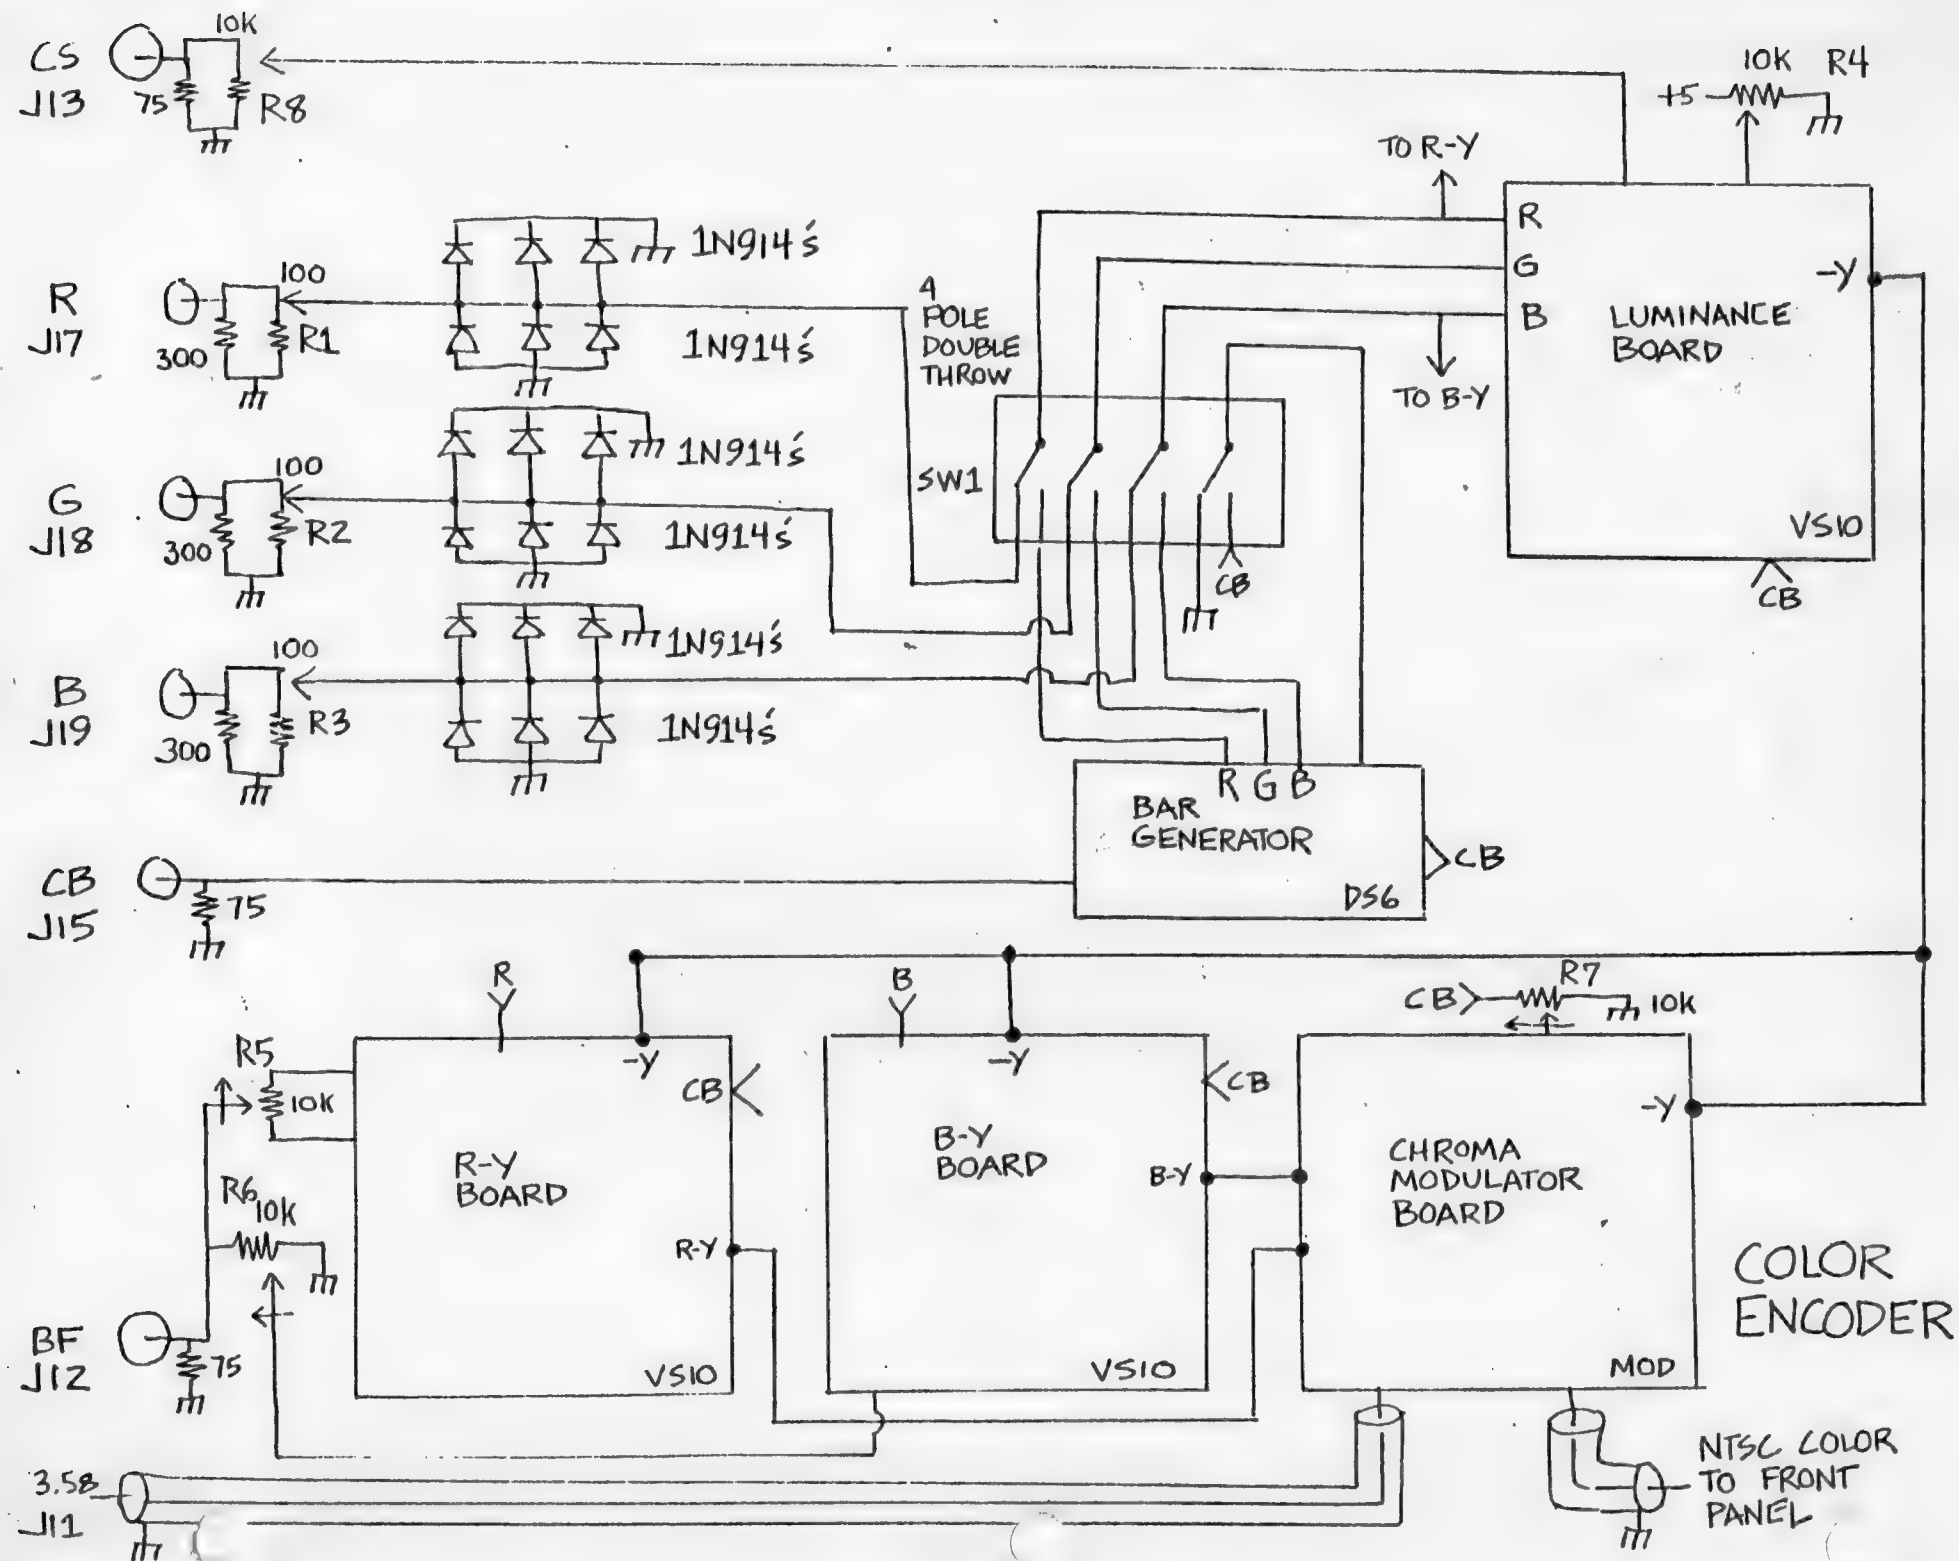 CS
J13
10K
75
R8
10K R4
+5
TO R-Y
R
J17
100
300
R1
1N914's
1N914's
4
POLE
DOUBLE
THROW
R
G
B
-Y
LUMINANCE
BOARD
TO B-Y
VS10
CB
G
J18
100
300
R2
1N914's
1N914's
SW1
CB
B
J19
100
300
R3
1N914's
1N914's
R G B
BAR
GENERATOR
DS6
CB
CB
J15
75
R
B
R7
CB
10K
R5
10K
-Y
CB
R-Y
BOARD
R-Y
VS10
-Y
CB
B-Y
BOARD
B-Y
VS10
-Y
CHROMA
MODULATOR
BOARD
MOD
R6
10K
BF
J12
75
COLOR
ENCODER
3.58
J11
NTSC COLOR
TO FRONT
PANEL